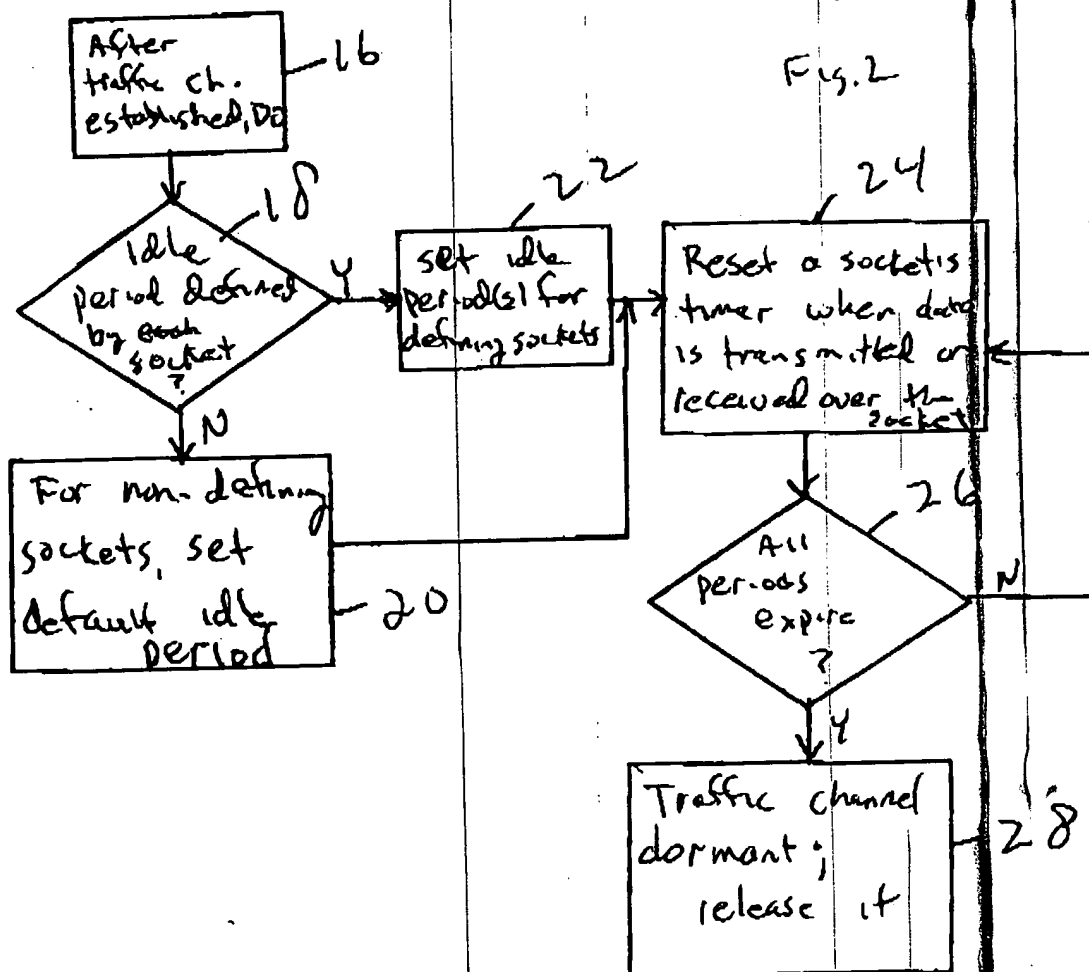 After
traffic ch.
established, Do
16
Fig. 2
18
Idle
period defined
by each
socket
?
Y
N
22
set idle
period(s) for
defining sockets
24
Reset a socket's
timer when data
is transmitted or
received over the
socket
For non-defining
sockets, set
default idle
period
20
26
All
periods
expire
?
N
Y
Traffic channel
dormant;
release it
28